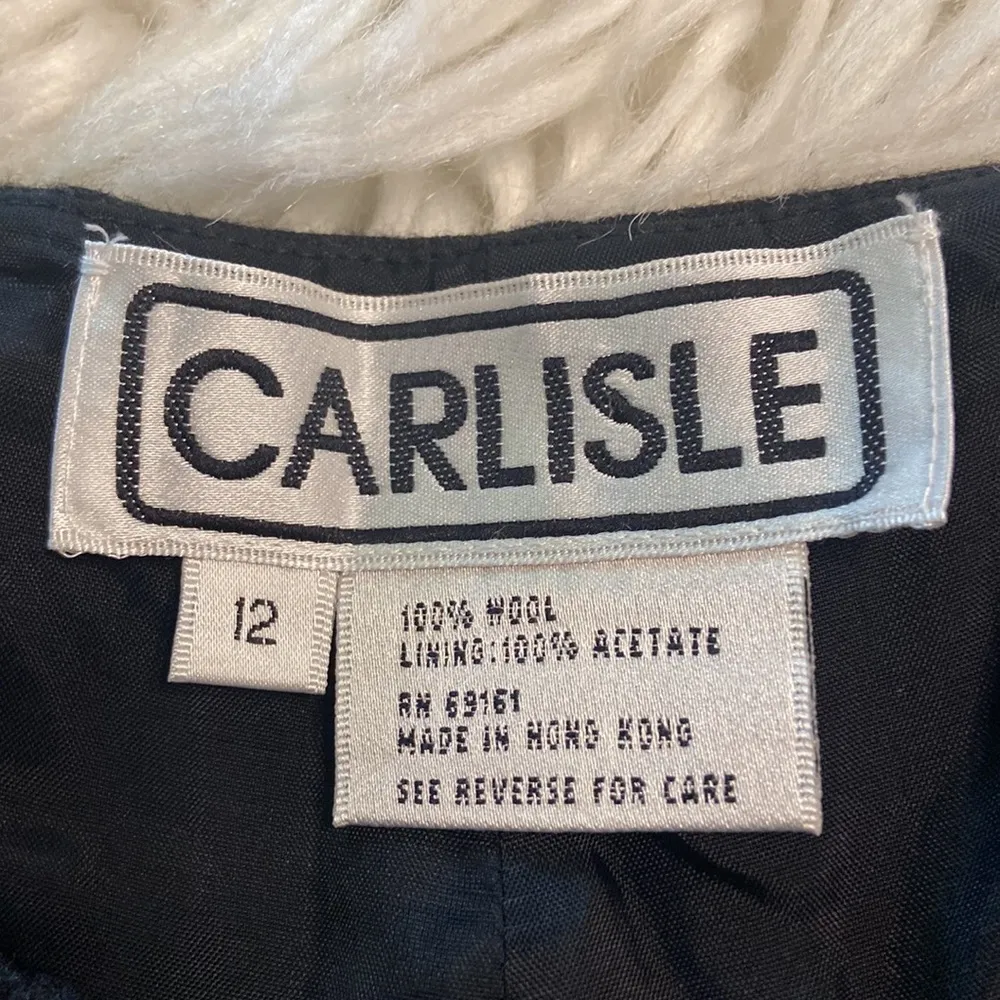 CARLISLE
12
100% WOOL
LINING:100% ACETATE
RN 69161
MADE IN HONG KONG
SEE REVERSE FOR CARE